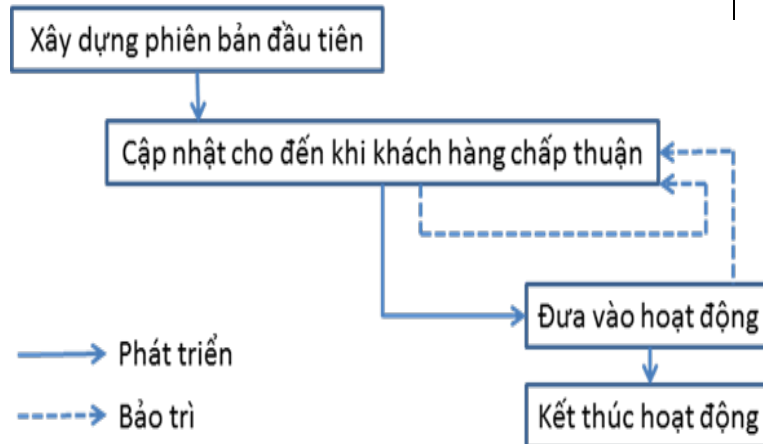 Xây dựng phiên bản đầu tiên
Cập nhật cho đến khi khách hàng chấp thuận
Đưa vào hoạt động
Phát triển
Bảo trì
Kết thúc hoạt động